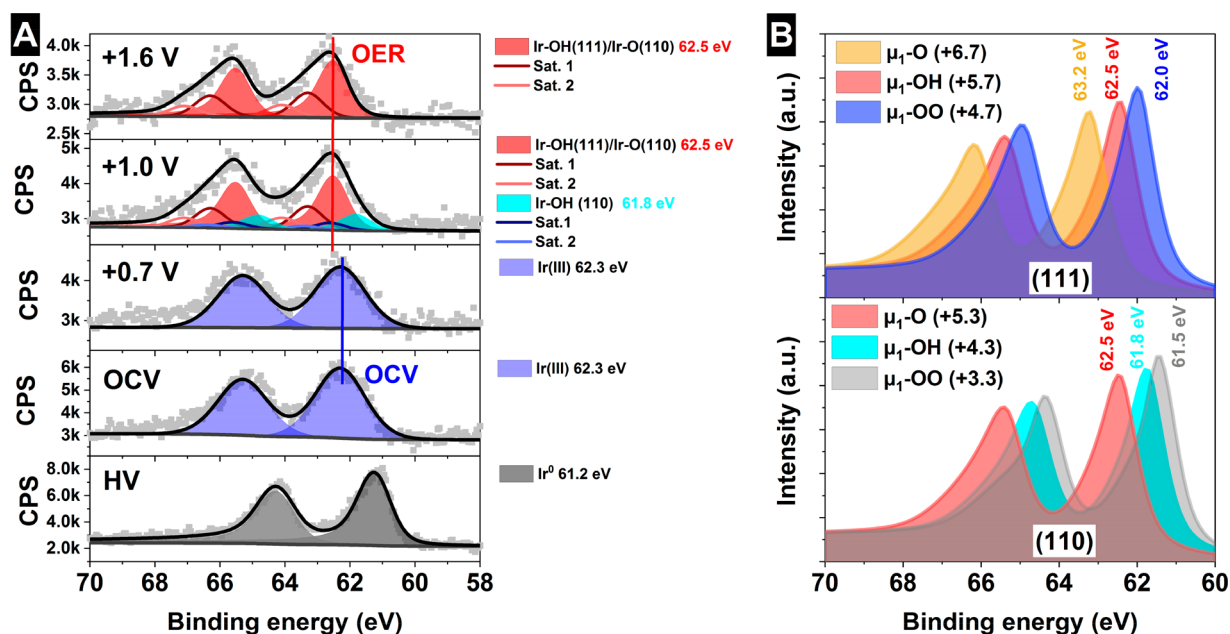 A
CPS
4.0k
3.5k
3.0k
2.5k
+1.6 V
OER
Ir-OH(111)/Ir-O(110) 62.5 eV
Sat. 1
Sat. 2
CPS
5k
4k
3k
+1.0 V
Ir-OH(111)/Ir-O(110) 62.5 eV
Sat. 1
Sat. 2
Ir-OH (110) 61.8 eV
Sat.1
Sat. 2
CPS
4k
3k
+0.7 V
Ir(III) 62.3 eV
CPS
6k
5k
4k
3k
OCV
OCV
Ir(III) 62.3 eV
CPS
8.0k
6.0k
4.0k
2.0k
HV
Ir⁰ 61.2 eV
70 68 66 64 62 60 58
Binding energy (eV)
B
Intensity (a.u.)
μ₁-O (+6.7)
μ₁-OH (+5.7)
μ₁-OO (+4.7)
63.2 eV
62.5 eV
62.0 eV
(111)
Intensity (a.u.)
μ₁-O (+5.3)
μ₁-OH (+4.3)
μ₁-OO (+3.3)
62.5 eV
61.8 eV
61.5 eV
(110)
70 68 66 64 62 60
Binding energy (eV)